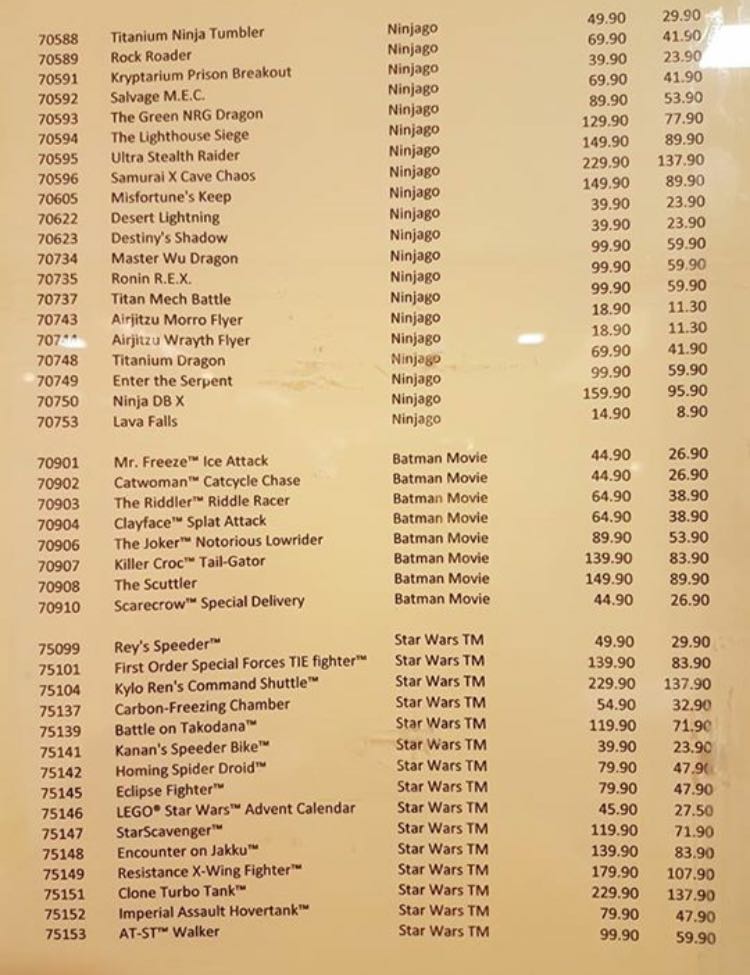 70588 Titanium Ninja Tumbler Ninjago 49.90 29.90
70589 Rock Roader Ninjago 69.90 41.90
70591 Kryptarium Prison Breakout Ninjago 39.90 23.90
70592 Salvage M.E.C. Ninjago 69.90 41.90
70593 The Green NRG Dragon Ninjago 89.90 53.90
70594 The Lighthouse Siege Ninjago 129.90 77.90
70595 Ultra Stealth Raider Ninjago 149.90 89.90
70596 Samurai X Cave Chaos Ninjago 229.90 137.90
70605 Misfortune's Keep Ninjago 149.90 89.90
70622 Desert Lightning Ninjago 39.90 23.90
70623 Destiny's Shadow Ninjago 39.90 23.90
70734 Master Wu Dragon Ninjago 99.90 59.90
70735 Ronin R.E.X. Ninjago 99.90 59.90
70737 Titan Mech Battle Ninjago 99.90 59.90
70743 Airjitzu Morro Flyer Ninjago 18.90 11.30
Airjitzu Wrayth Flyer Ninjago 18.90 11.30
70748 Titanium Dragon Ninjago 69.90 41.90
70749 Enter the Serpent Ninjago 99.90 59.90
70750 Ninja DB X Ninjago 159.90 95.90
70753 Lava Falls Ninjago 14.90 8.90
70901 Mr. Freeze™ Ice Attack Batman Movie 44.90 26.90
70902 Catwoman™ Catcycle Chase Batman Movie 44.90 26.90
70903 The Riddler™ Riddle Racer Batman Movie 64.90 38.90
70904 Clayface™ Splat Attack Batman Movie 64.90 38.90
70906 The Joker™ Notorious Lowrider Batman Movie 89.90 53.90
70907 Killer Croc™ Tail-Gator Batman Movie 139.90 83.90
70908 The Scuttler Batman Movie 149.90 89.90
70910 Scarecrow™ Special Delivery Batman Movie 44.90 26.90
75099 Rey's Speeder™ Star Wars TM 49.90 29.90
75101 First Order Special Forces TIE fighter™ Star Wars TM 139.90 83.90
75104 Kylo Ren's Command Shuttle™ Star Wars TM 229.90 137.90
75137 Carbon-Freezing Chamber Star Wars TM 54.90 32.90
75139 Battle on Takodana™ Star Wars TM 119.90 71.90
75141 Kanan's Speeder Bike™ Star Wars TM 39.90 23.90
75142 Homing Spider Droid™ Star Wars TM 79.90 47.90
75145 Eclipse Fighter™ Star Wars TM 79.90 47.90
75146 LEGO® Star Wars™ Advent Calendar Star Wars TM 45.90 27.50
75147 StarScavenger™ Star Wars TM 119.90 71.90
75148 Encounter on Jakku™ Star Wars TM 139.90 83.90
75149 Resistance X-Wing Fighter™ Star Wars TM 179.90 107.90
75151 Clone Turbo Tank™ Star Wars TM 229.90 137.90
75152 Imperial Assault Hovertank™ Star Wars TM 79.90 47.90
75153 AT-ST™ Walker Star Wars TM 99.90 59.90